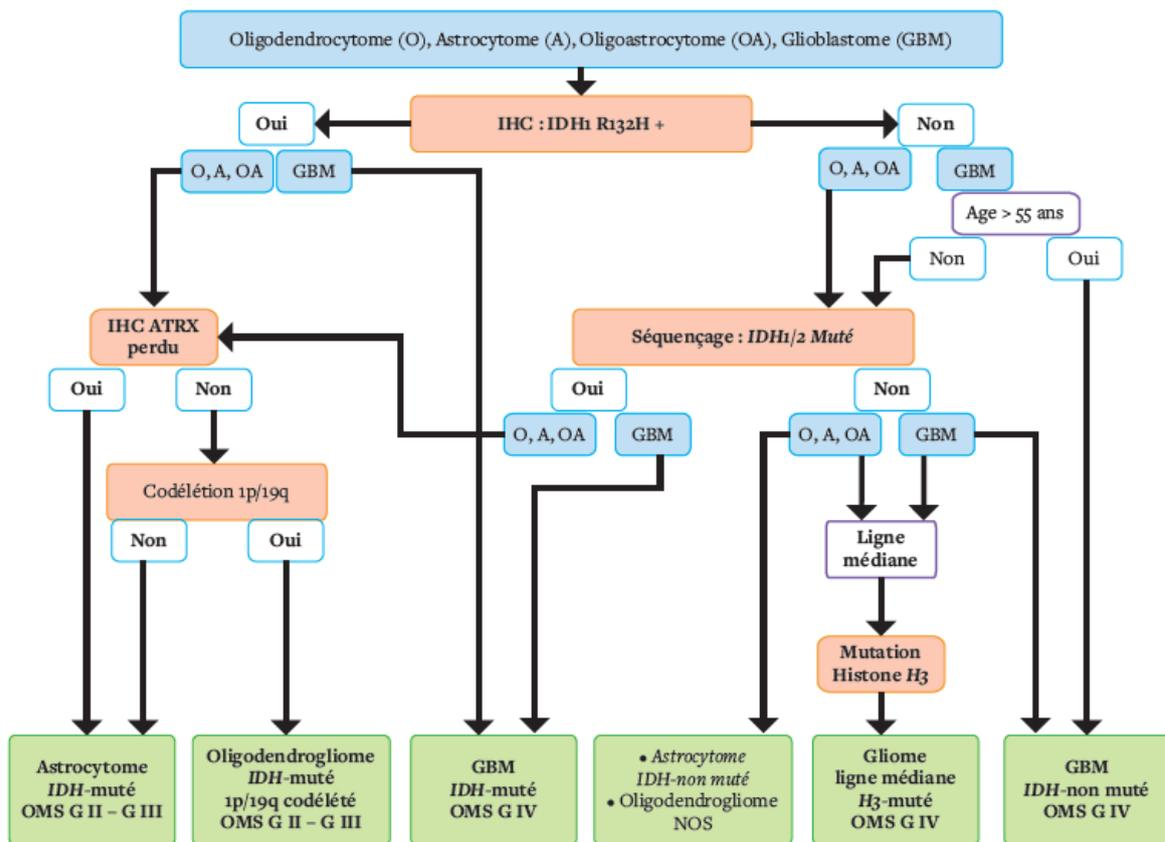 Oligodendrocytome (O), Astrocytome (A), Oligoastrocytome (OA), Glioblastome (GBM)
IHC : IDH1 R132H +
Oui
Non
O, A, OA
GBM
O, A, OA
GBM
Age > 55 ans
Non
Oui
IHC ATRX
perdu
Séquençage : IDH1/2 Muté
Oui
Non
Oui
Non
O, A, OA
GBM
O, A, OA
GBM
Codélétion 1p/19q
Non
Oui
Ligne
médiane
Mutation
Histone H3
Astrocytome
IDH-muté
OMS G II – G III
Oligodendrogliome
IDH-muté
1p/19q codélété
OMS G II – G III
GBM
IDH-muté
OMS G IV
• Astrocytome
IDH-non muté
• Oligodendrogliome
NOS
Gliome
ligne médiane
H3-muté
OMS G IV
GBM
IDH-non muté
OMS G IV